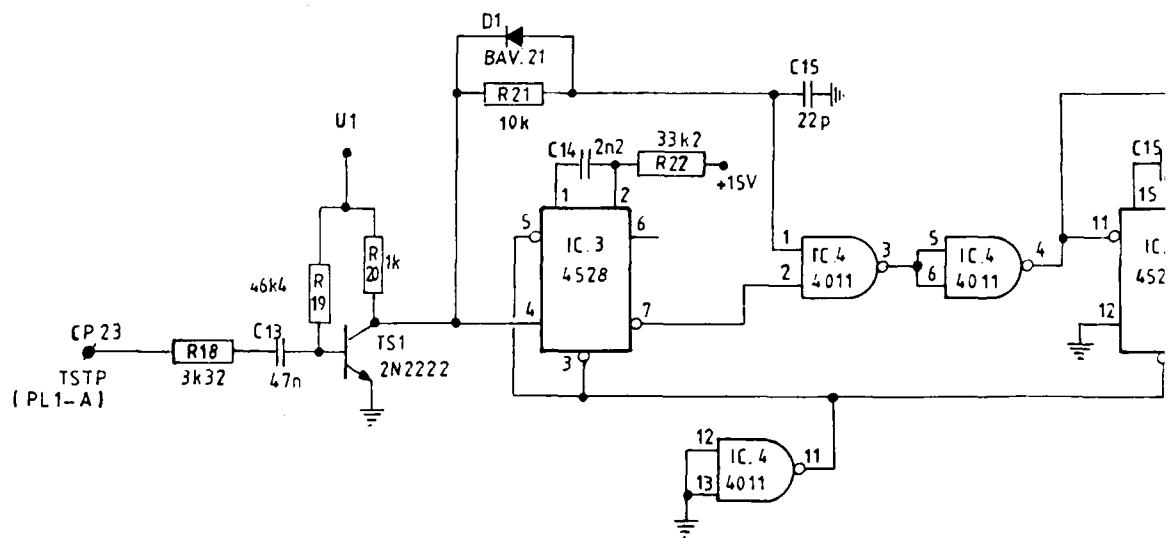 D1
BAV.21
R21
10k
C15
22p
U1
C14
2n2
33k2
R22
+15V
1
2
5
6
IC.3
4528
4
7
3
R
20
1k
R
19
46k4
CP 23
TSTP
(PL1-A)
R18
3k32
C13
47n
TS1
2N2222
1
2
IC.4
4011
3
5
6
IC.4
4011
4
C15
15
11
IC.
452
12
12
13
IC.4
4011
11